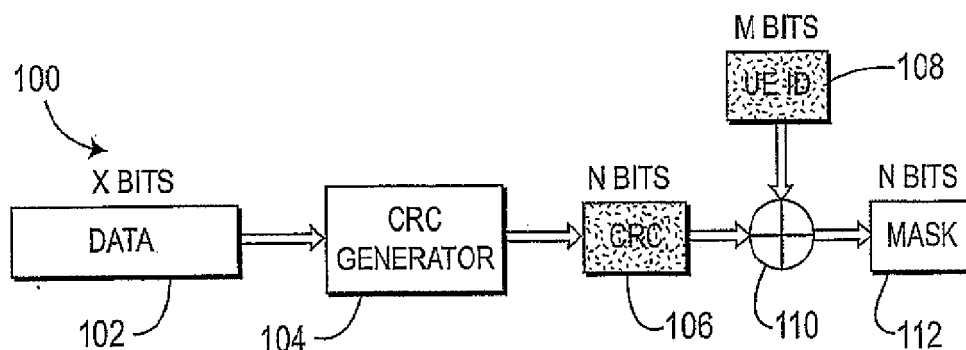 M BITS
UE ID
108
100
X BITS
DATA
102
CRC
GENERATOR
104
N BITS
CRC
106
110
N BITS
MASK
112